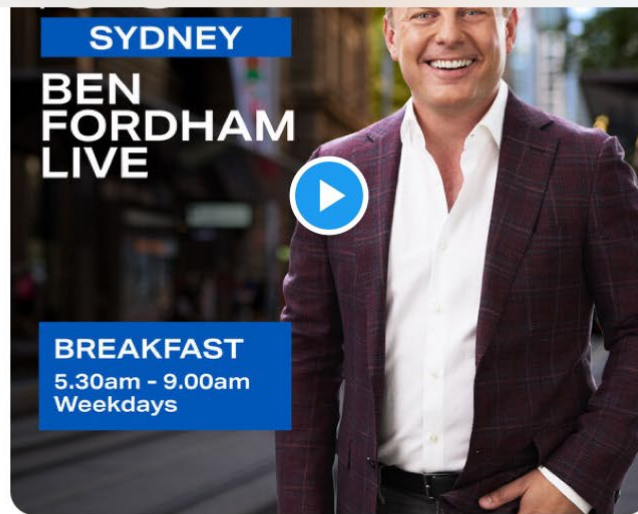 SYDNEY
BEN
FORDHAM
LIVE
BREAKFAST
5.30am - 9.00am
Weekdays